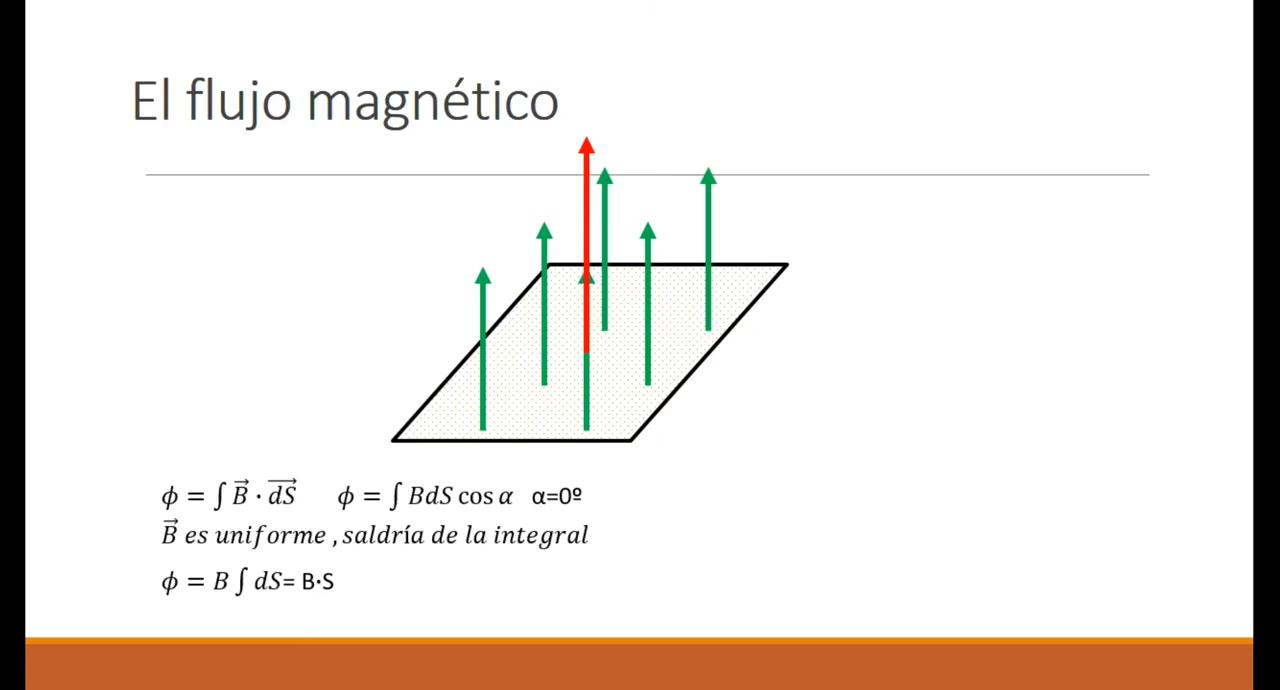 El flujo magnético
ϕ = ∫ B⃗ · dS⃗ ϕ = ∫ BdS cos α α=0º
B⃗ es uniforme , saldría de la integral
ϕ = B ∫ dS= B·S